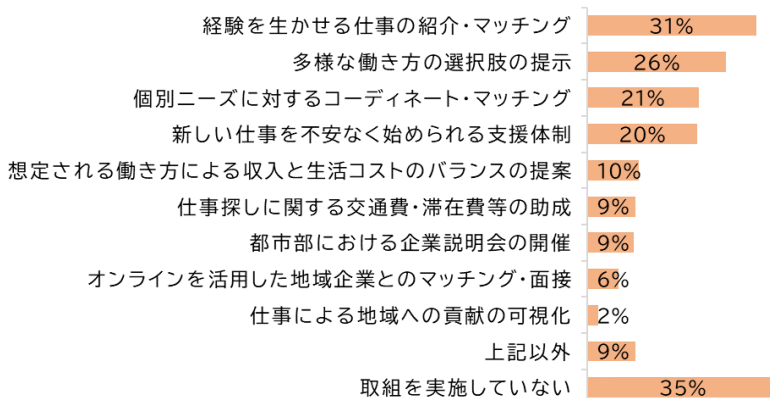 経験を生かせる仕事の紹介・マッチング 31%
多様な働き方の選択肢の提示 26%
個別ニーズに対するコーディネート・マッチング 21%
新しい仕事を不安なく始められる支援体制 20%
想定される働き方による収入と生活コストのバランスの提案 10%
仕事探しに関する交通費・滞在費等の助成 9%
都市部における企業説明会の開催 9%
オンラインを活用した地域企業とのマッチング・面接 6%
仕事による地域への貢献の可視化 2%
上記以外 9%
取組を実施していない 35%